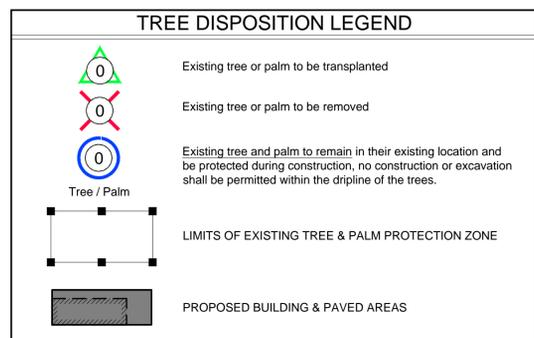 TREE DISPOSITION LEGEND
0
Existing tree or palm to be transplanted
0
Existing tree or palm to be removed
0
Tree / Palm
Existing tree and palm to remain in their existing location and
be protected during construction, no construction or excavation
shall be permitted within the dripline of the trees.
LIMITS OF EXISTING TREE & PALM PROTECTION ZONE
PROPOSED BUILDING & PAVED AREAS